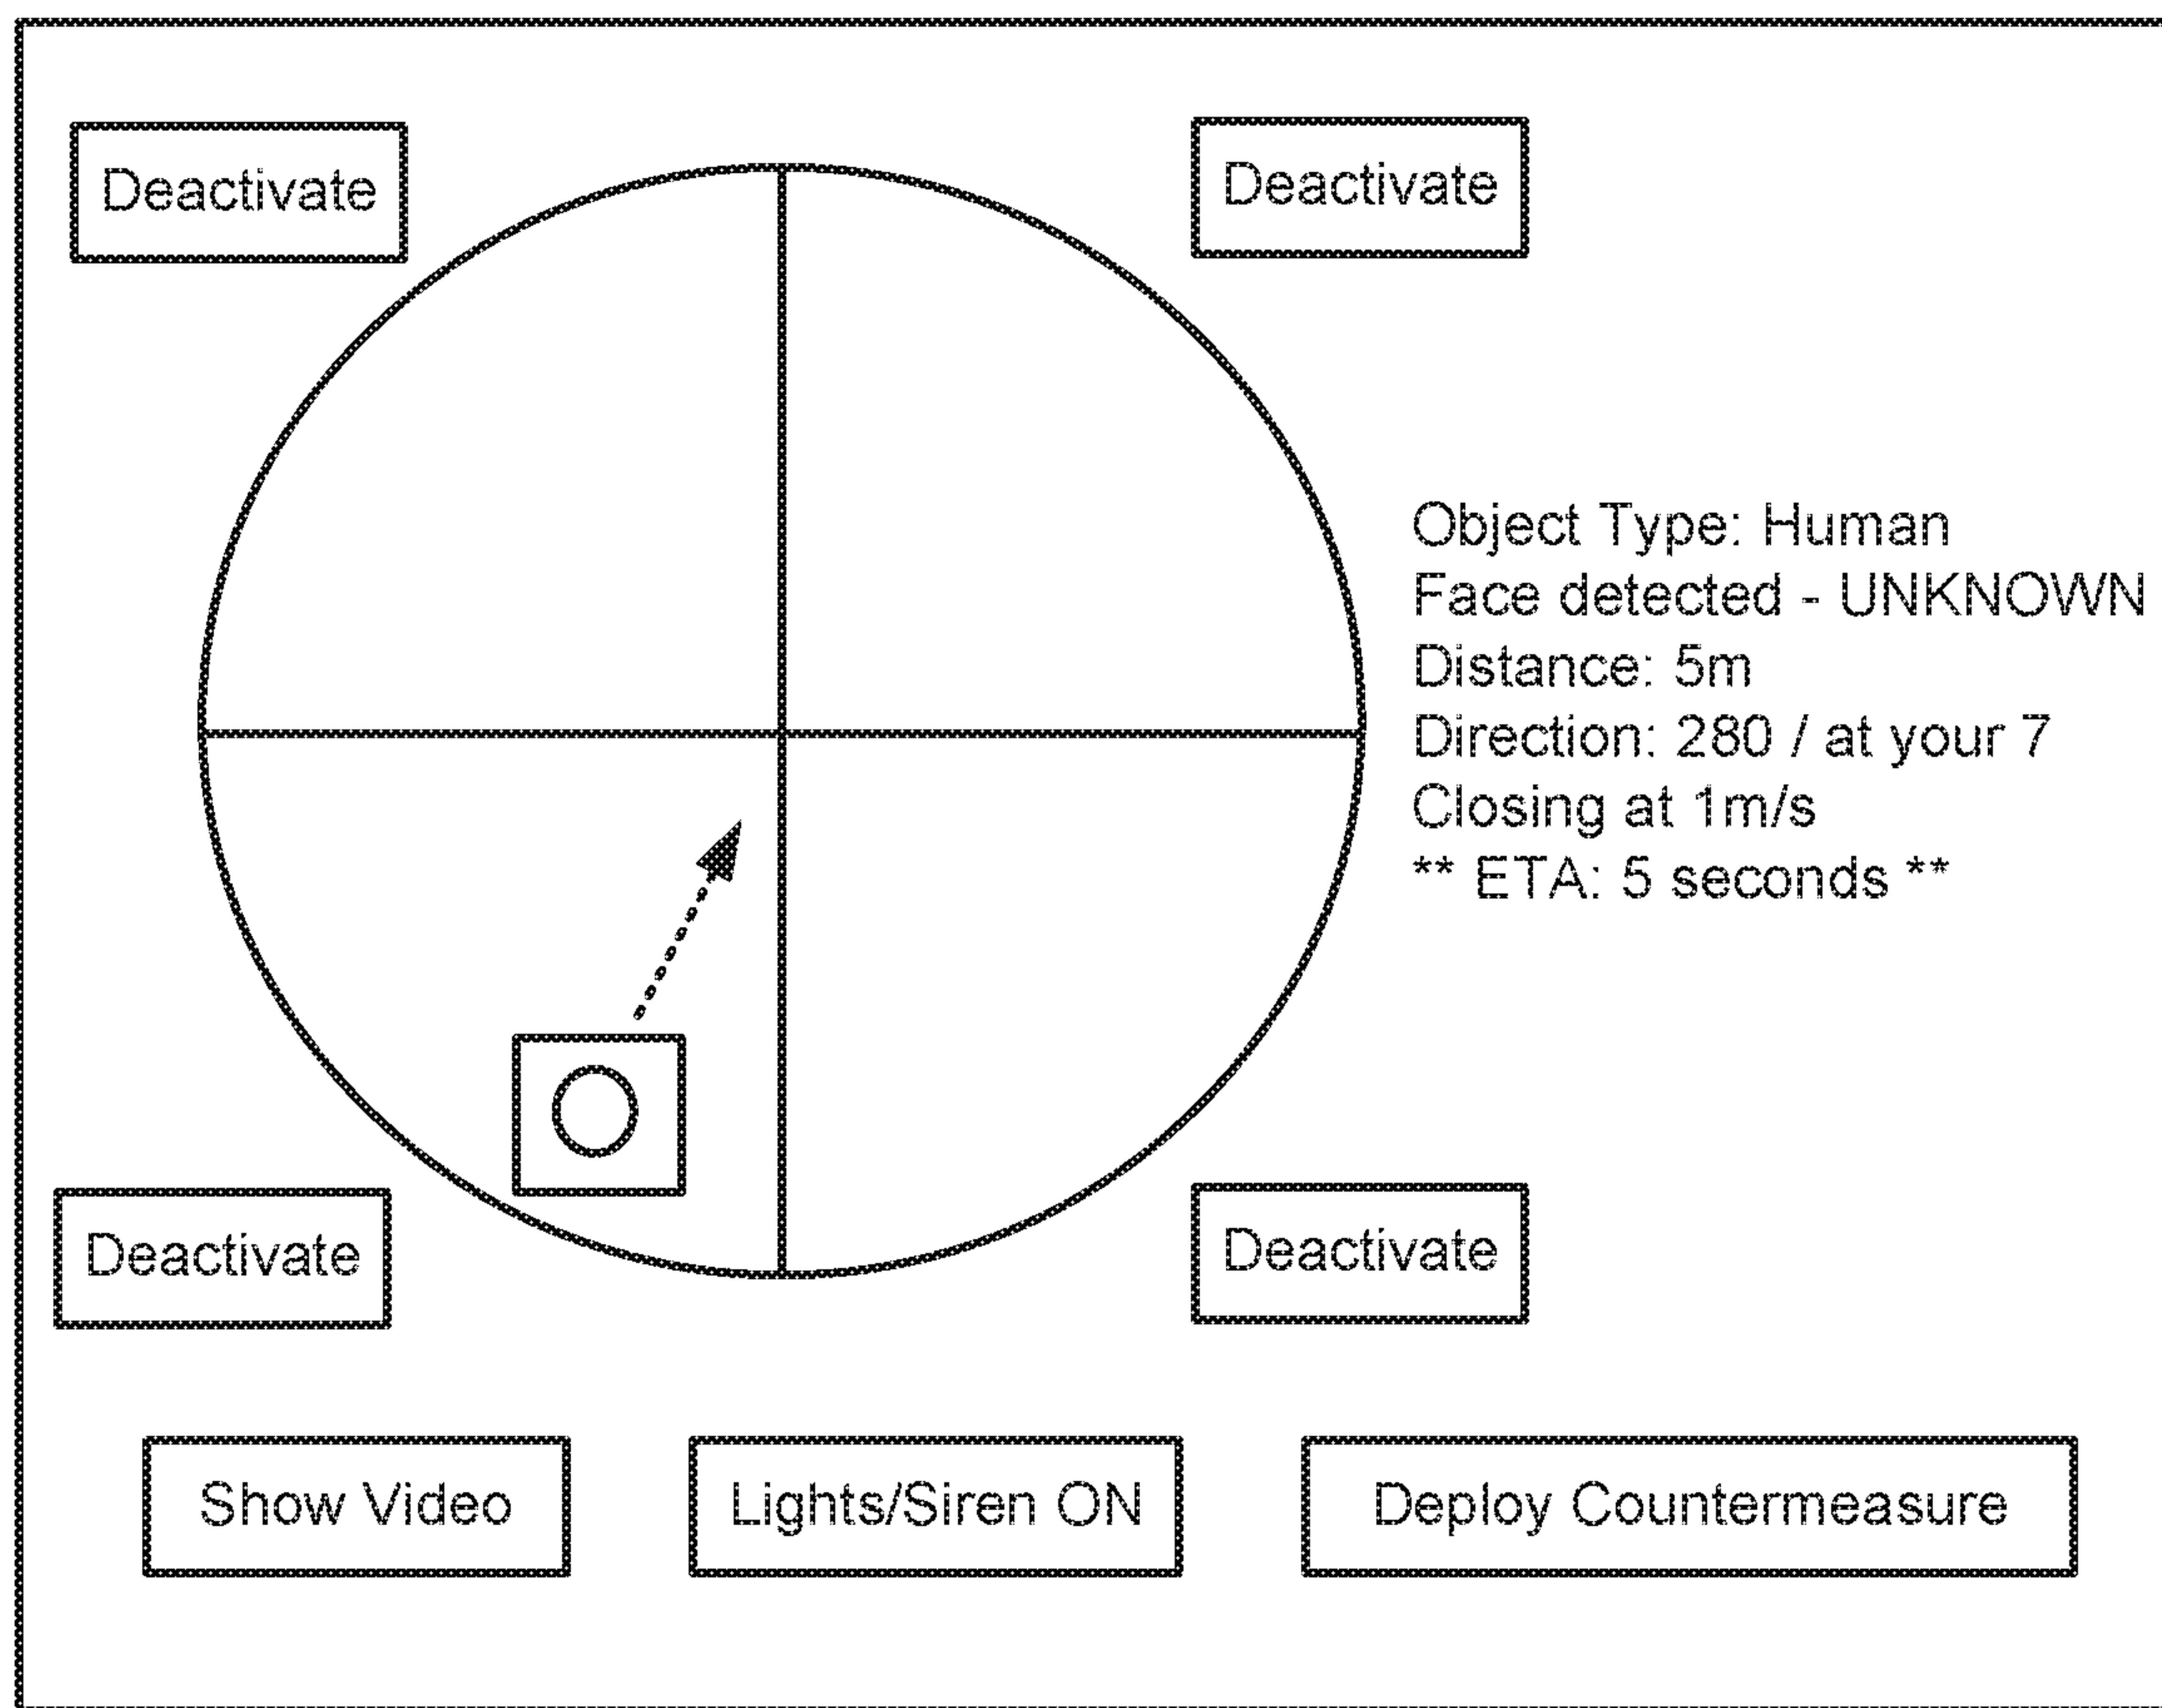 Deactivate
Deactivate
Object Type: Human
Face detected - UNKNOWN
Distance: 5m
Direction: 280 / at your 7
Closing at 1m/s
** ETA: 5 seconds **
Deactivate
Deactivate
Show Video
Lights/Siren ON
Deploy Countermeasure